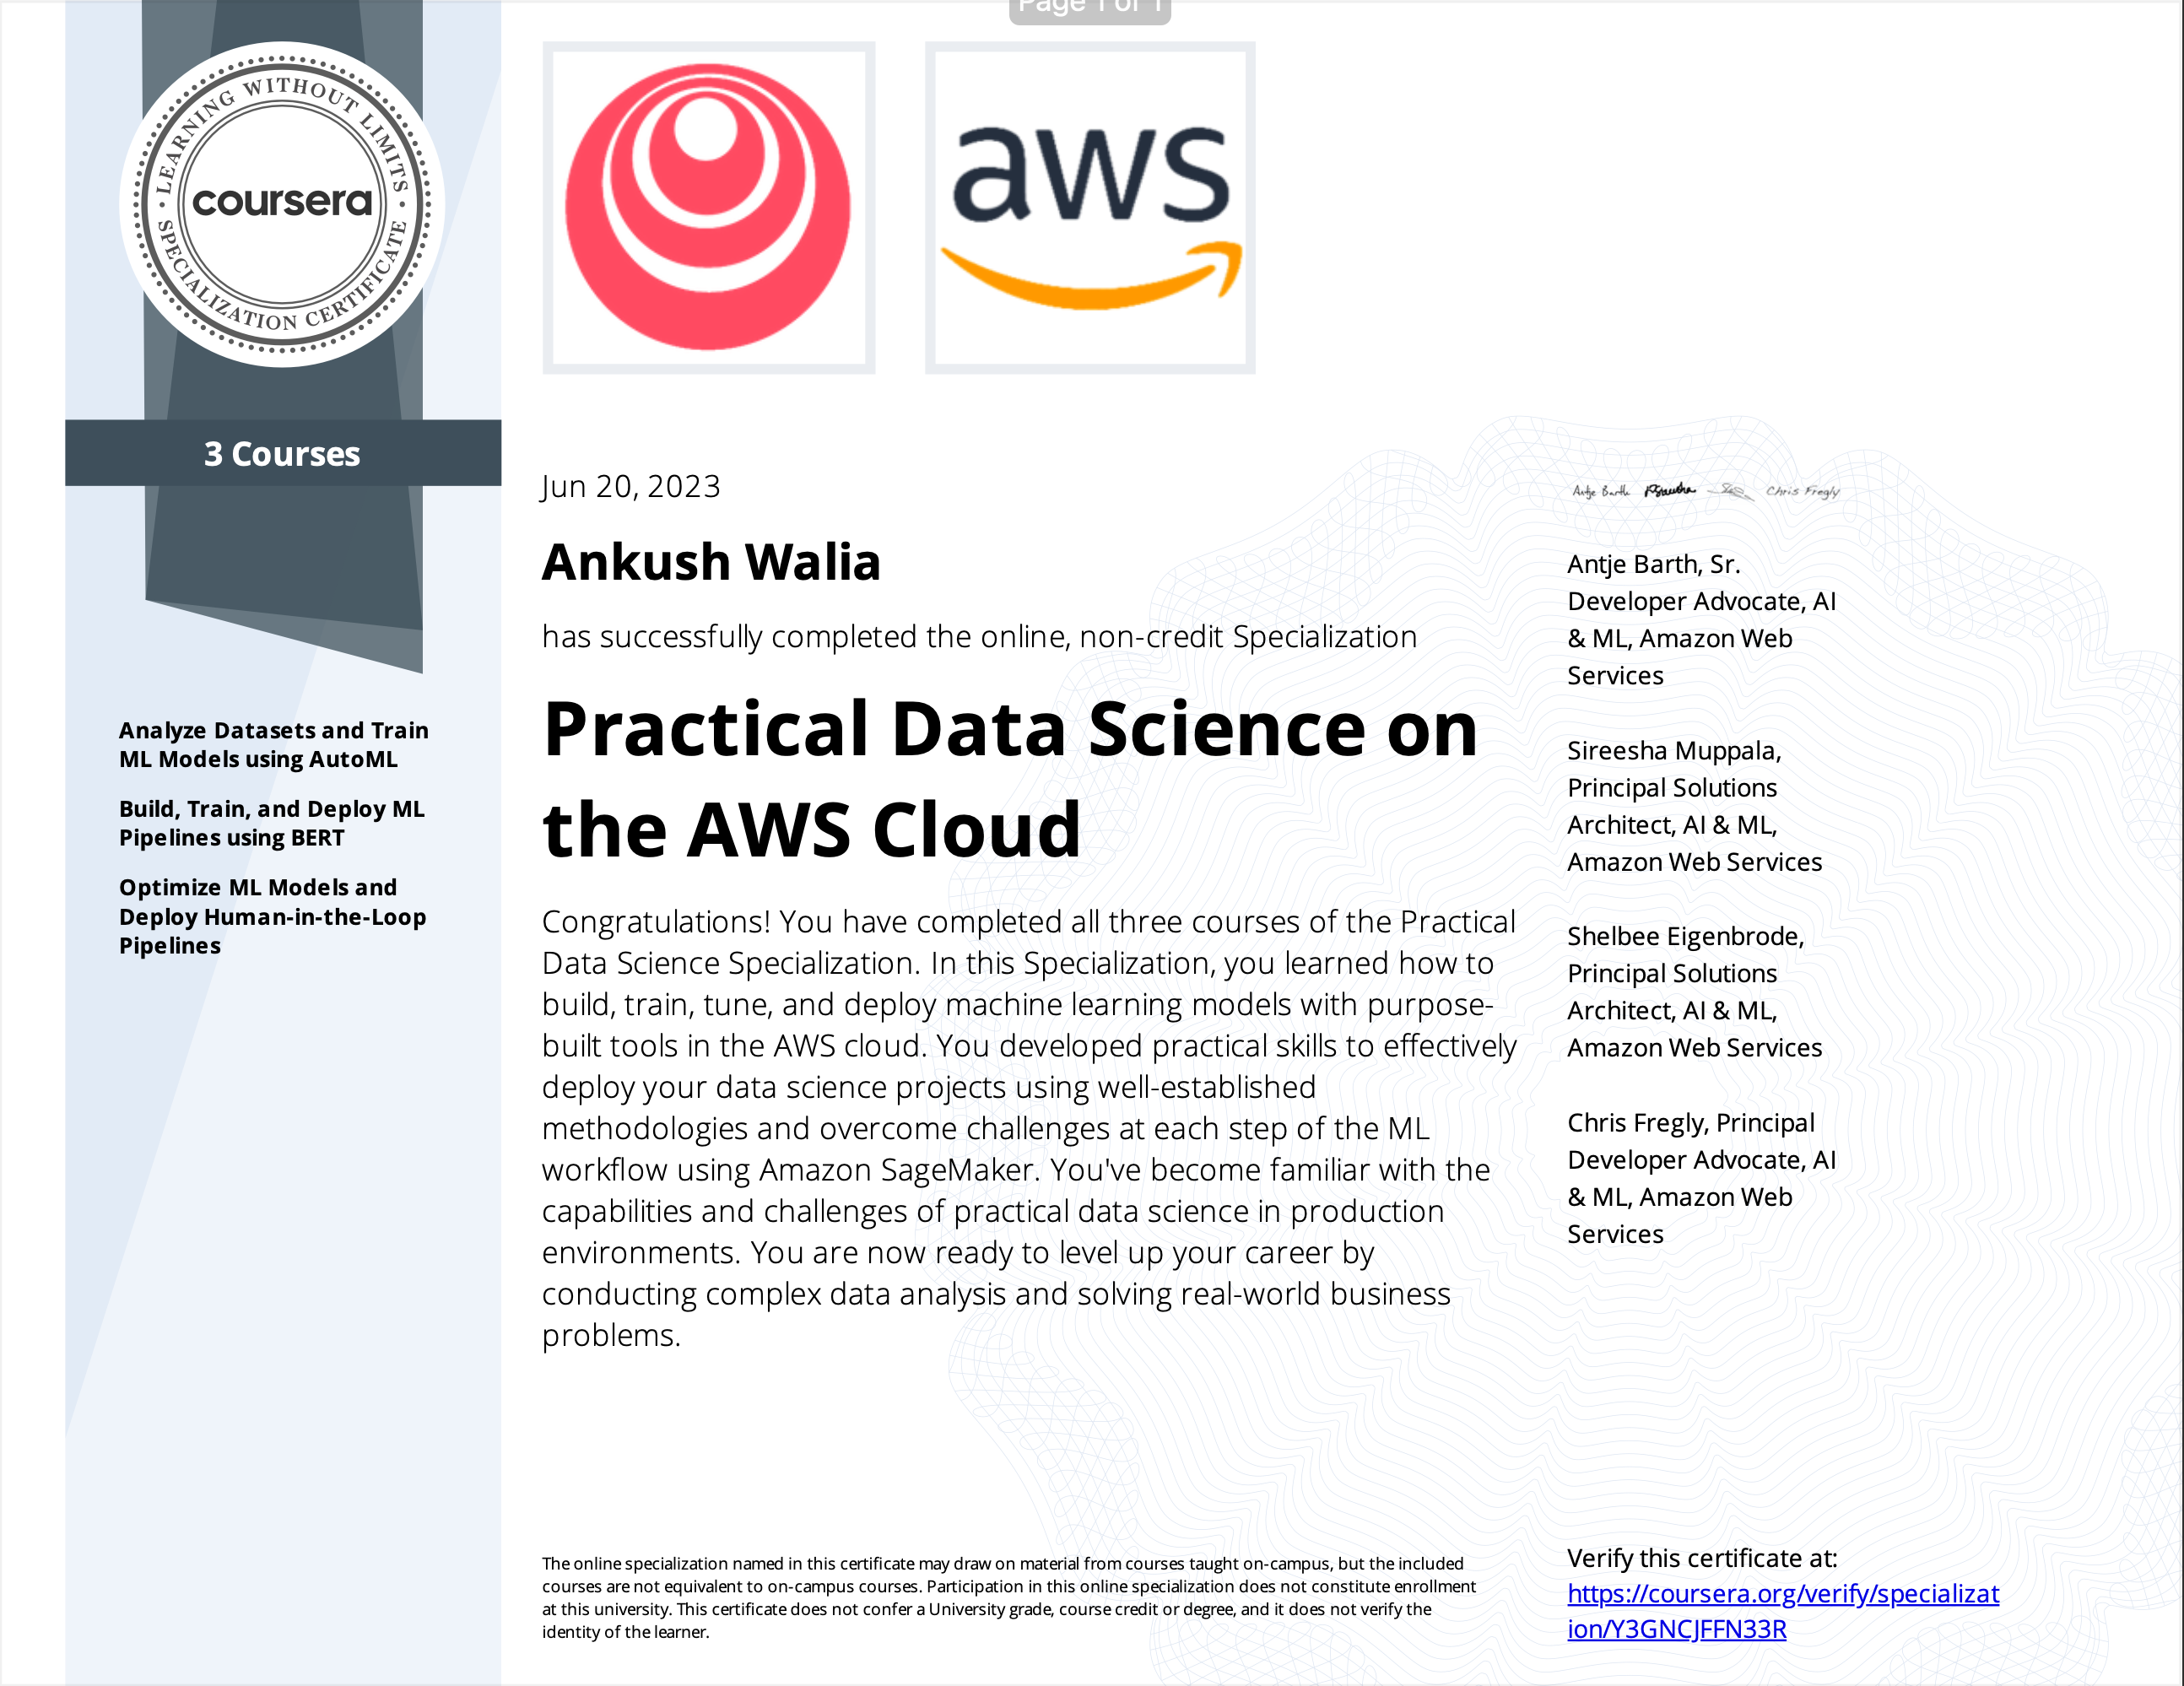 Page 1 of 1
LEARNING WITHOUT LIMITS
coursera
SPECIALIZATION CERTIFICATE
aws
3 Courses
Analyze Datasets and Train
ML Models using AutoML
Build, Train, and Deploy ML
Pipelines using BERT
Optimize ML Models and
Deploy Human-in-the-Loop
Pipelines
Jun 20, 2023
Ankush Walia
has successfully completed the online, non-credit Specialization
Practical Data Science on
the AWS Cloud
Congratulations! You have completed all three courses of the Practical
Data Science Specialization. In this Specialization, you learned how to
build, train, tune, and deploy machine learning models with purpose-
built tools in the AWS cloud. You developed practical skills to effectively
deploy your data science projects using well-established
methodologies and overcome challenges at each step of the ML
workflow using Amazon SageMaker. You've become familiar with the
capabilities and challenges of practical data science in production
environments. You are now ready to level up your career by
conducting complex data analysis and solving real-world business
problems.
Antje Barth Chris Fregly
Antje Barth, Sr.
Developer Advocate, AI
& ML, Amazon Web
Services
Sireesha Muppala,
Principal Solutions
Architect, AI & ML,
Amazon Web Services
Shelbee Eigenbrode,
Principal Solutions
Architect, AI & ML,
Amazon Web Services
Chris Fregly, Principal
Developer Advocate, AI
& ML, Amazon Web
Services
The online specialization named in this certificate may draw on material from courses taught on-campus, but the included
courses are not equivalent to on-campus courses. Participation in this online specialization does not constitute enrollment
at this university. This certificate does not confer a University grade, course credit or degree, and it does not verify the
identity of the learner.
Verify this certificate at:
https://coursera.org/verify/specializat
ion/Y3GNCJFFN33R